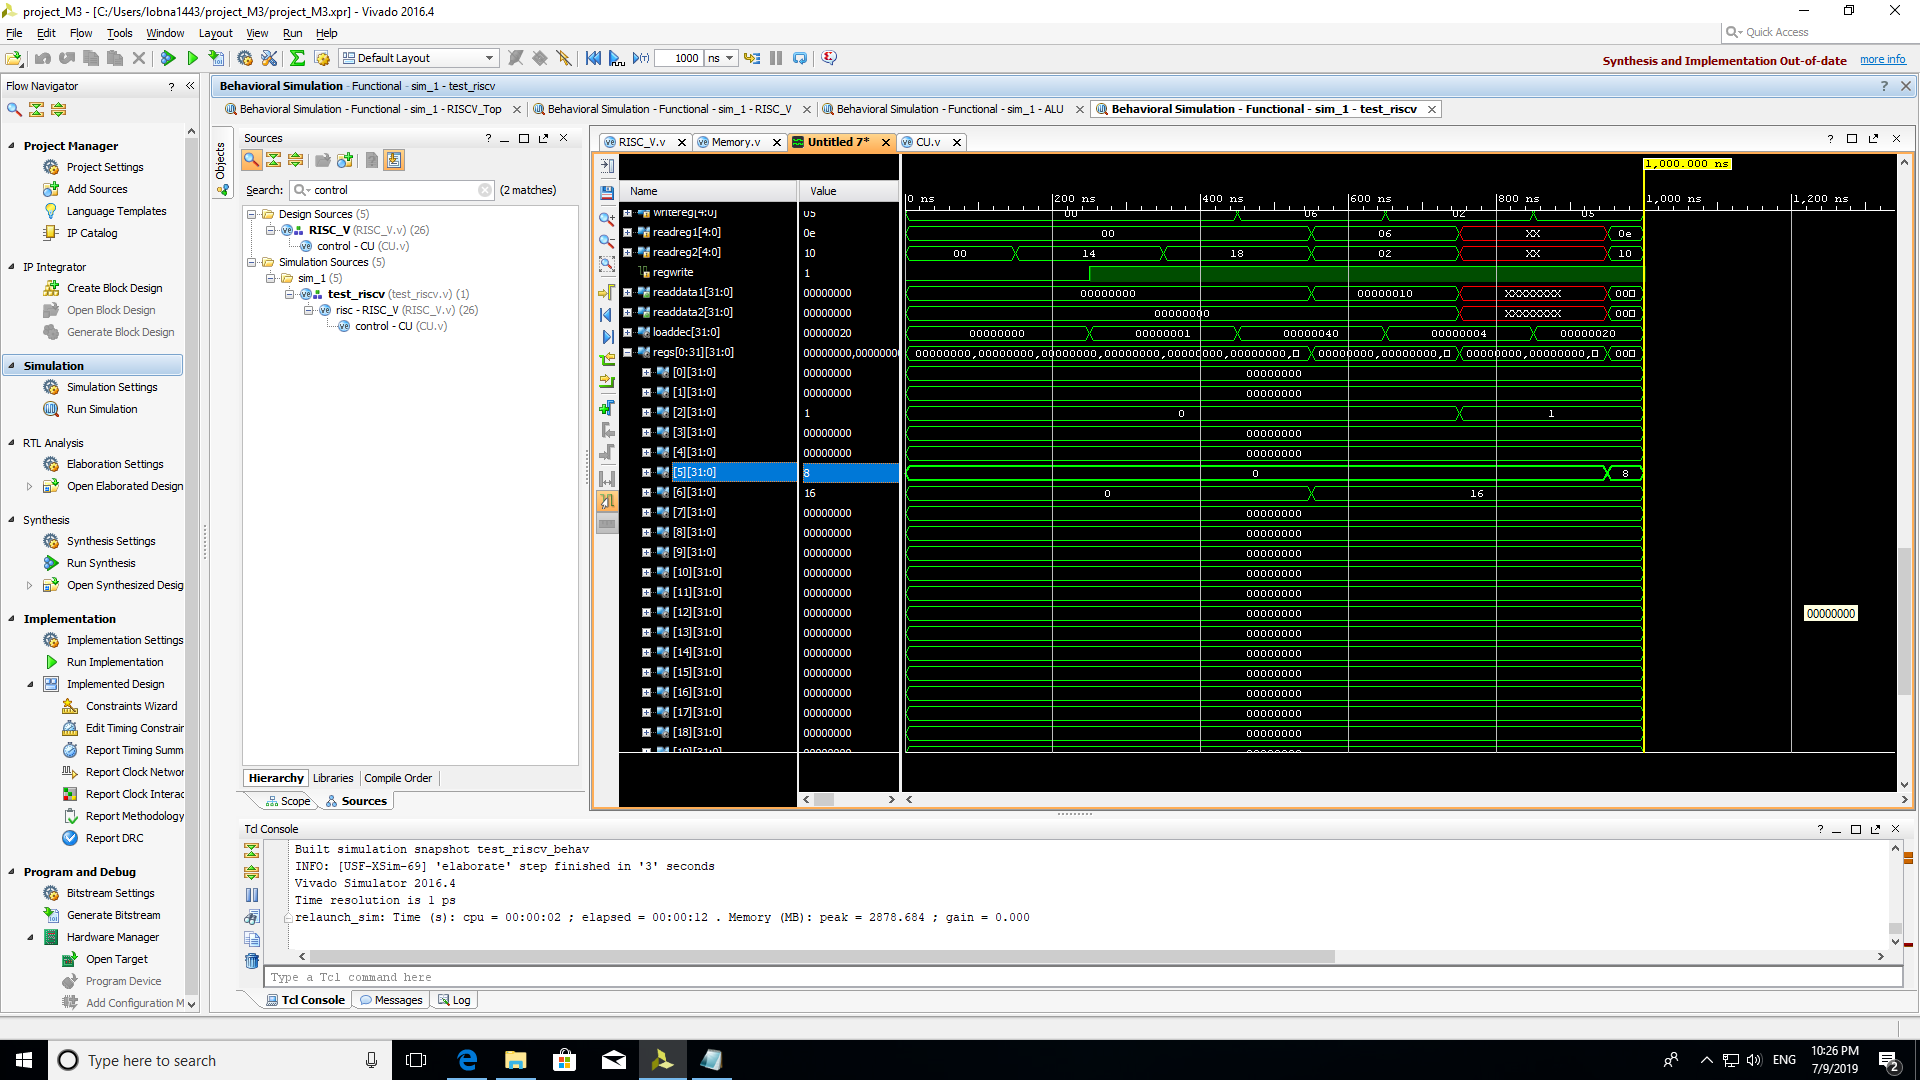 project_M3 - [C:/Users/lobna1443/project_M3/project_M3.xpr] - Vivado 2016.4
File Edit Flow Tools Window Layout View Run Help
Quick Access
Default Layout
1000 ns
Synthesis and Implementation Out-of-date more info
Flow Navigator
Project Manager
Project Settings
Add Sources
Language Templates
IP Catalog
IP Integrator
Create Block Design
Open Block Design
Generate Block Design
Simulation
Simulation Settings
Run Simulation
RTL Analysis
Elaboration Settings
Open Elaborated Design
Synthesis
Synthesis Settings
Run Synthesis
Open Synthesized Desig
Implementation
Implementation Settings
Run Implementation
Implemented Design
Constraints Wizard
Edit Timing Constrair
Report Timing Summ
Report Clock Networ
Report Clock Interac
Report Methodology
Report DRC
Program and Debug
Bitstream Settings
Generate Bitstream
Hardware Manager
Open Target
Program Device
Add Configuration M
Behavioral Simulation - Functional - sim_1 - test_riscv
Behavioral Simulation - Functional - sim_1 - RISCV_Top
Behavioral Simulation - Functional - sim_1 - RISC_V
Behavioral Simulation - Functional - sim_1 - ALU
Behavioral Simulation - Functional - sim_1 - test_riscv
Objects
Sources
Search: control (2 matches)
Design Sources (5)
RISC_V (RISC_V.v) (26)
control - CU (CU.v)
Simulation Sources (5)
sim_1 (5)
test_riscv (test_riscv.v) (1)
risc - RISC_V (RISC_V.v) (26)
control - CU (CU.v)
Hierarchy Libraries Compile Order
Scope Sources
RISC_V.v Memory.v Untitled 7* CU.v
1,000.000 ns
Name Value
0 ns 200 ns 400 ns 600 ns 800 ns 1,000 ns 1,200 ns
writereg[4:0] 05 00 06 02 05
readreg1[4:0] 0e 00 06 XX 0e
readreg2[4:0] 10 00 14 18 02 XX 10
regwrite 1
readdata1[31:0] 00000000 00000000 00000010 XXXXXXXX 00
readdata2[31:0] 00000000 00000000 XXXXXXXX 00
loaddec[31:0] 00000020 00000000 00000001 00000040 00000004 00000020
regs[0:31][31:0] 00000000,0000000 00000000,00000000,00000000,00000000,00000000,00000000, 00000000,00000000, 00000000,00000000, 00
[0][31:0] 00000000 00000000
[1][31:0] 00000000 00000000
[2][31:0] 1 0 1
[3][31:0] 00000000 00000000
[4][31:0] 00000000 00000000
[5][31:0] 8 0 8
[6][31:0] 16 0 16
[7][31:0] 00000000 00000000
[8][31:0] 00000000 00000000
[9][31:0] 00000000 00000000
[10][31:0] 00000000 00000000
[11][31:0] 00000000 00000000
[12][31:0] 00000000 00000000 00000000
[13][31:0] 00000000 00000000
[14][31:0] 00000000 00000000
[15][31:0] 00000000 00000000
[16][31:0] 00000000 00000000
[17][31:0] 00000000 00000000
[18][31:0] 00000000 00000000
Tcl Console
Built simulation snapshot test_riscv_behav
INFO: [USF-XSim-69] 'elaborate' step finished in '3' seconds
Vivado Simulator 2016.4
Time resolution is 1 ps
relaunch_sim: Time (s): cpu = 00:00:02 ; elapsed = 00:00:12 . Memory (MB): peak = 2878.684 ; gain = 0.000
Type a Tcl command here
Tcl Console Messages Log
Type here to search
ENG
10:26 PM
7/9/2019
2